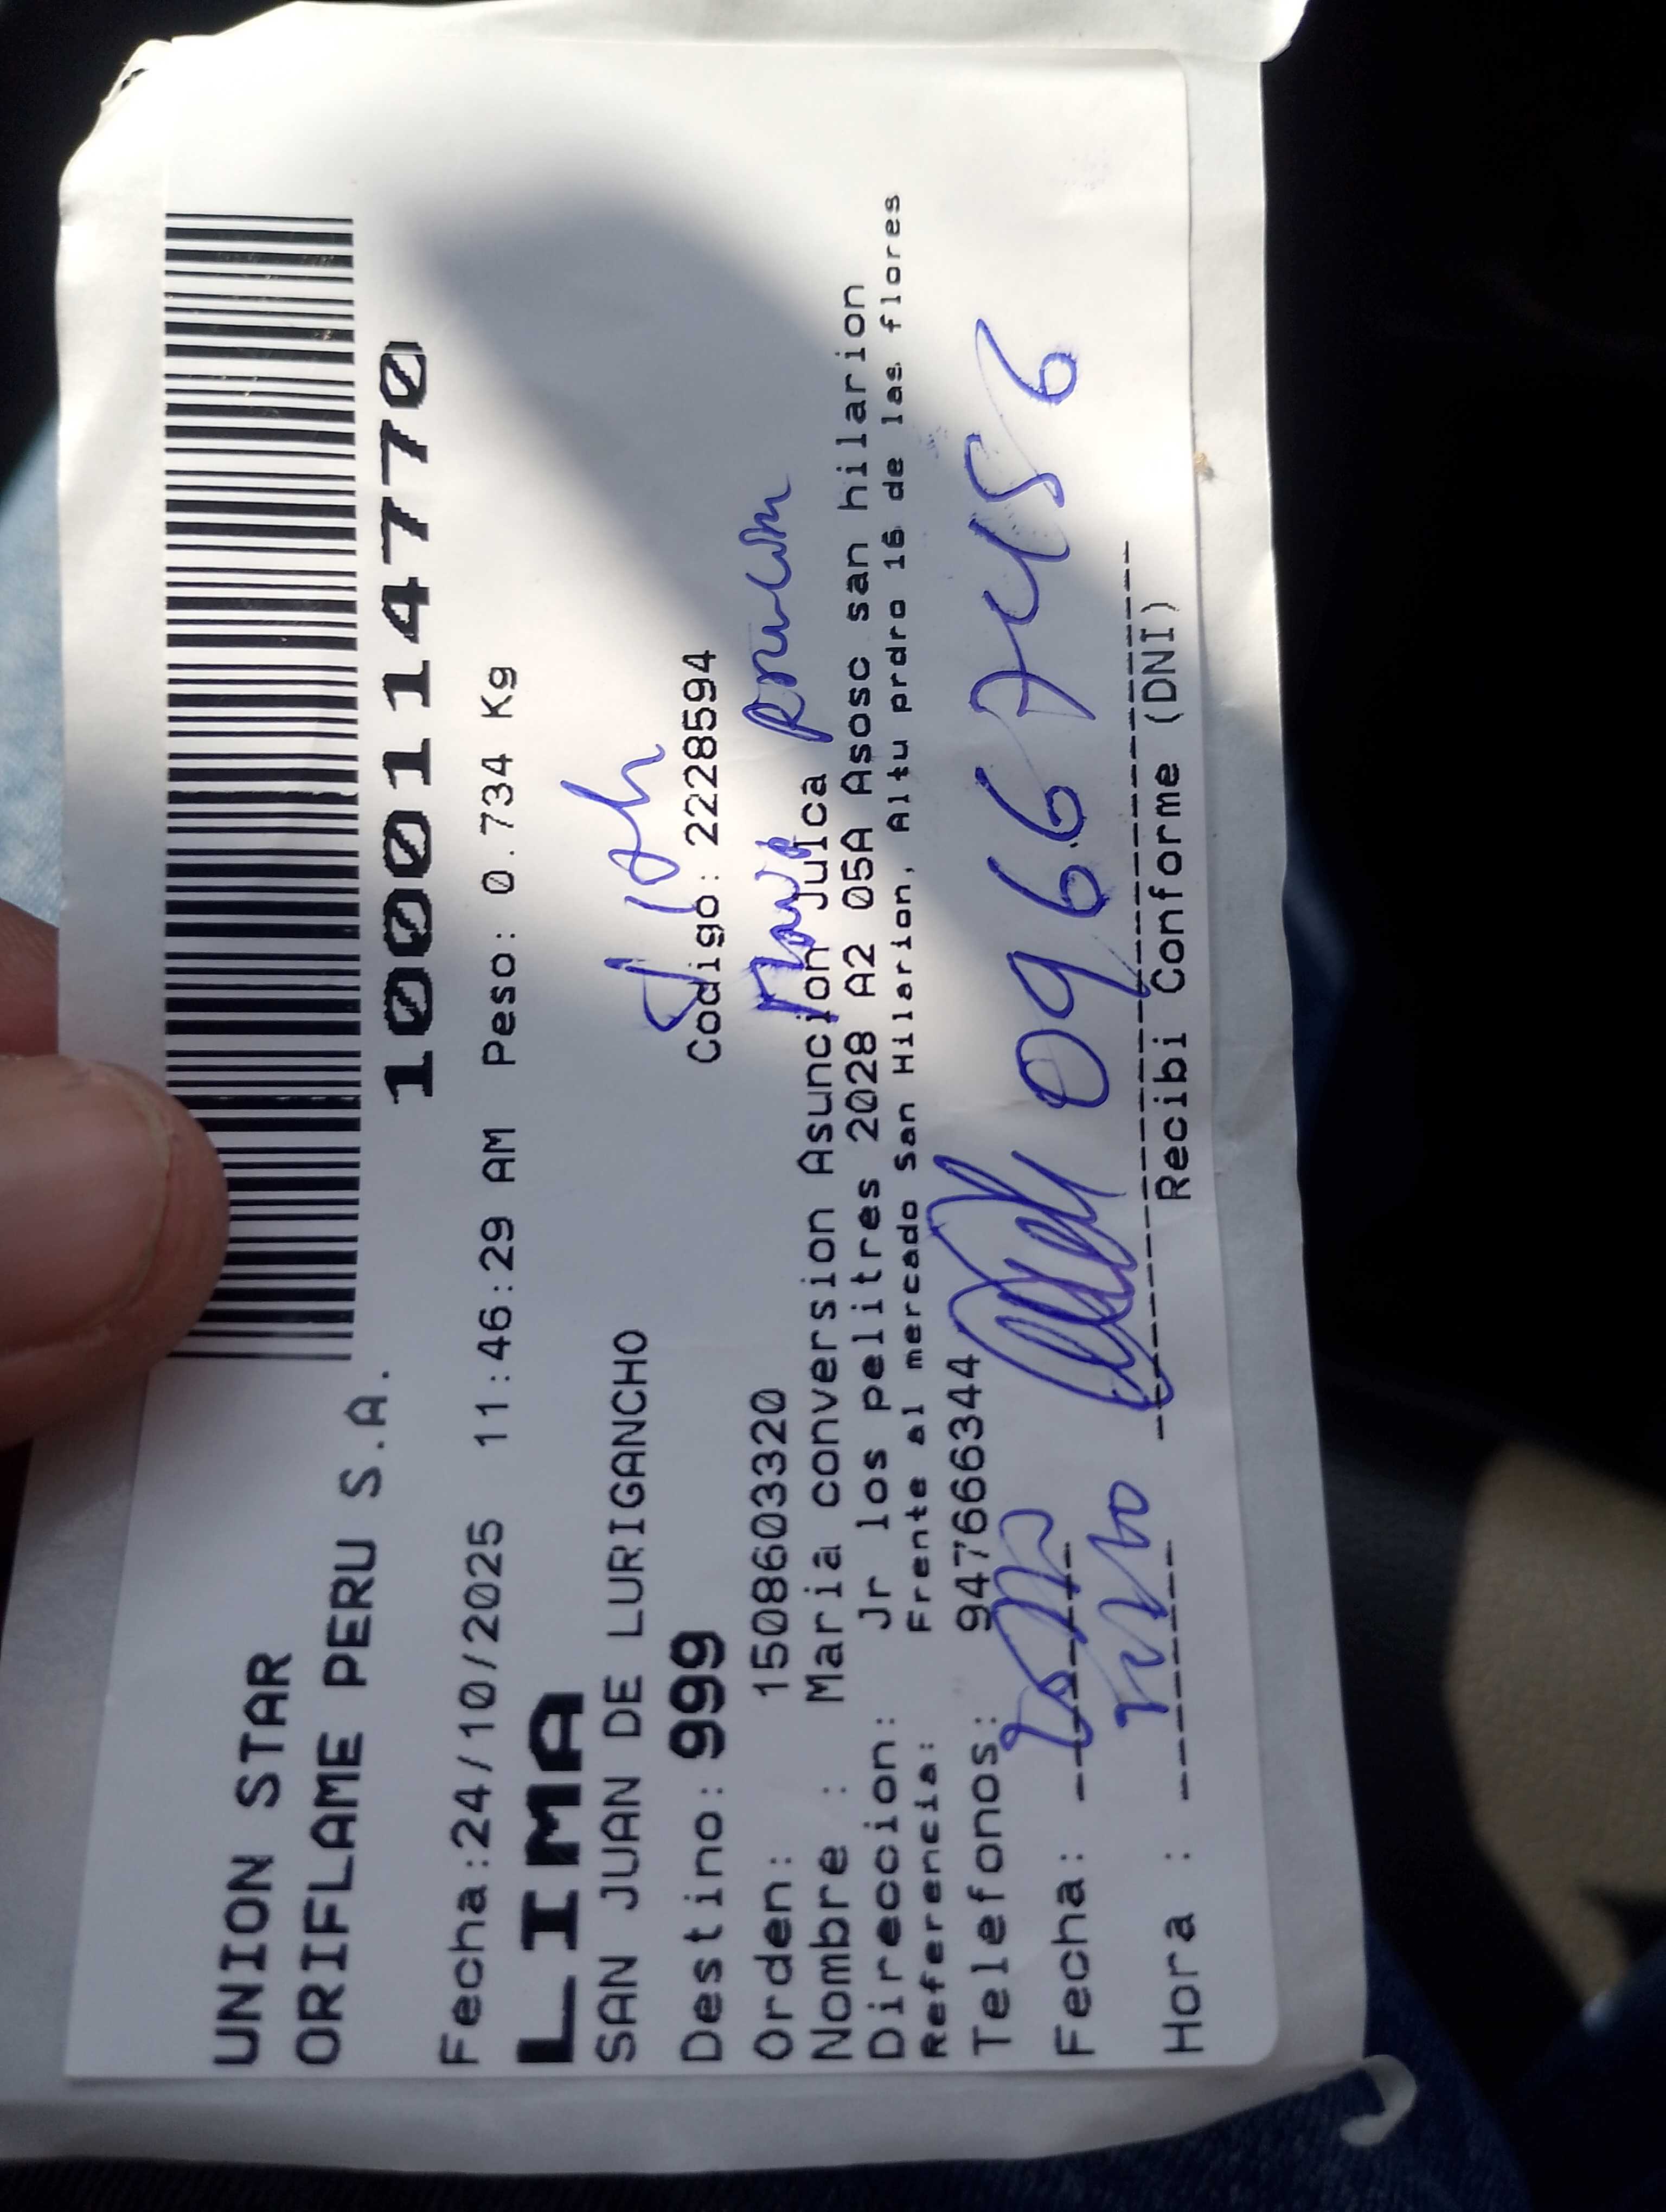 UNION STAR
ORIFLAME PERU S.A.
1000114770
Fecha:24/10/2025 11:46:29 AM Peso: 0.734 Kg
LIMA
SAN JUAN DE LURIGANCHO
Destino: 999 Codigo: 2228594
Orden: 1508603320
Nombre : Maria conversion Asuncion Julca
Direccion: Jr los pelitres 2028 A2 05A Asosc san hilarion
Referencia: Frente al mercado San Hilarion, Altu prdro 16 de las flores
Telefonos: 947666344
Fecha:
Hora :
Recibi Conforme (DNI)